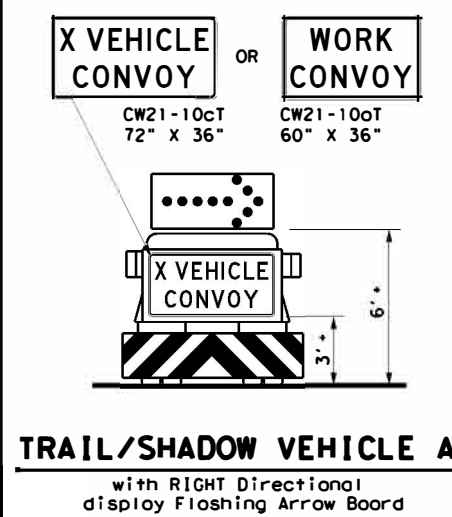 X VEHICLE
CONVOY
OR
WORK
CONVOY
CW21-10cT
72" X 36"
CW21-10aT
60" X 36"
X VEHICLE
CONVOY
6' +
3' +
TRAIL/SHADOW VEHICLE A
with RIGHT Directional
display Flashing Arrow Board